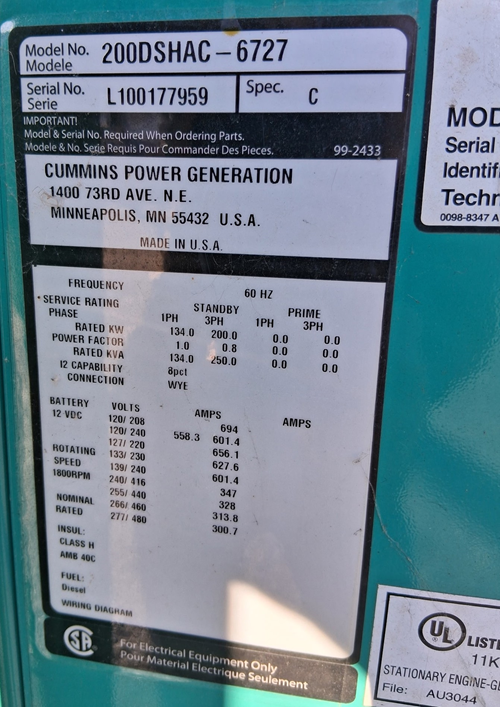 Model No. 200DSHAC – 6727
Modele
Serial No. L100177959 Spec. C
Serie
IMPORTANT!
Model & Serial No. Required When Ordering Parts.
Modele & No. Serie Requis Pour Commander Des Pieces. 99-2433
CUMMINS POWER GENERATION
1400 73RD AVE. N.E.
MINNEAPOLIS, MN 55432 U.S.A.
MADE IN U.S.A.
FREQUENCY 60 HZ
*SERVICE RATING STANDBY PRIME
PHASE 1PH 3PH 1PH 3PH
RATED KW 134.0 200.0 0.0 0.0
POWER FACTOR 1.0 0.8 0.0 0.0
RATED KVA 134.0 250.0 0.0 0.0
I2 CAPABILITY 8pct
CONNECTION WYE
BATTERY VOLTS AMPS AMPS
12 VDC 120/ 208 694
120/ 240 558.3 601.4
127/ 220 656.1
ROTATING 133/ 230 627.6
SPEED 139/ 240 601.4
1800RPM 240/ 416 347
255/ 440 328
NOMINAL 266/ 460 313.8
RATED 277/ 480 300.7
INSUL:
CLASS H
AMB 40C
FUEL:
Diesel
WIRING DIAGRAM
SA
For Electrical Equipment Only
Pour Material Electrique Seulement
MOD
Serial
Identifi
Techn
0098-8347 A
UL LISTE
11K
STATIONARY ENGINE-GE
File: AU3044